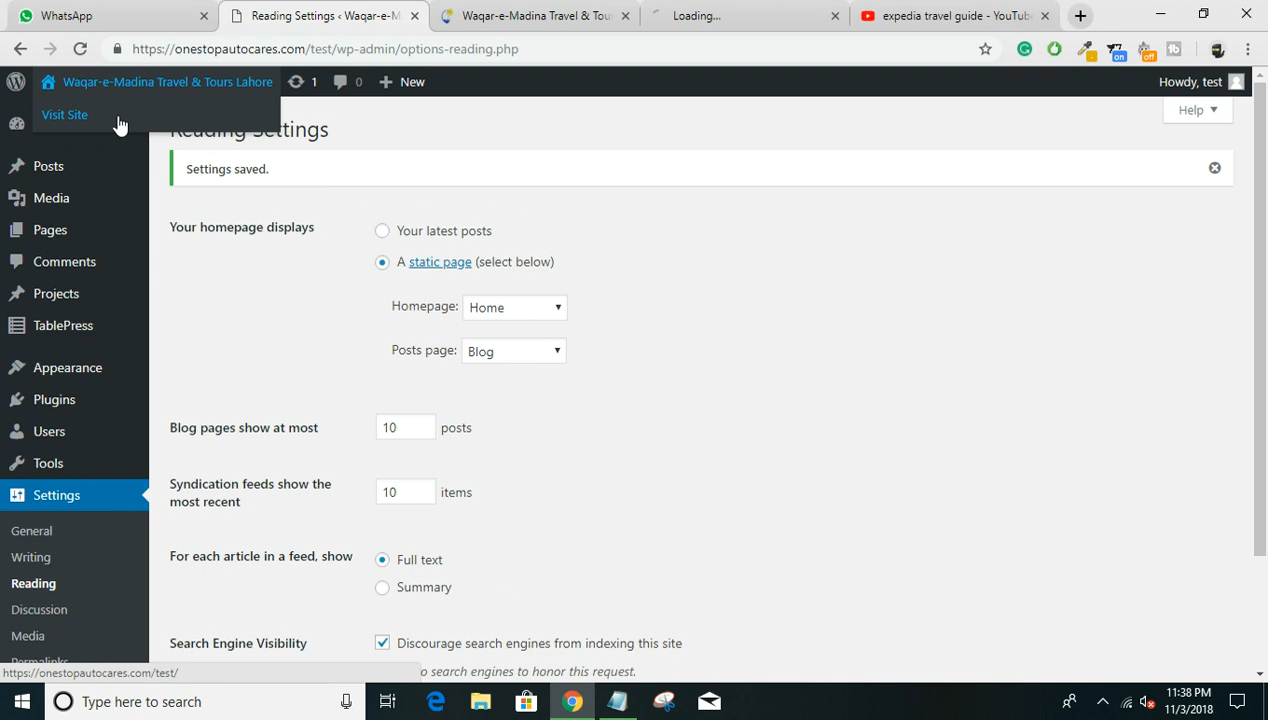 WhatsApp
Reading Settings ‹ Waqar-e-M
Waqar-e-Madina Travel & Tou
Loading...
expedia travel guide - YouTub
https://onestopautocares.com/test/wp-admin/options-reading.php
on
off
Waqar-e-Madina Travel & Tours Lahore
1
0
New
Howdy, test
Visit Site
Help
Reading Settings
Settings saved.
Posts
Media
Pages
Comments
Projects
TablePress
Appearance
Plugins
Users
Tools
Settings
General
Writing
Reading
Discussion
Media
Permalinks
Your homepage displays
Your latest posts
A static page (select below)
Homepage: Home
Posts page: Blog
Blog pages show at most
10 posts
Syndication feeds show the
most recent
10 items
For each article in a feed, show
Full text
Summary
Search Engine Visibility
Discourage search engines from indexing this site
o search engines to honor this request.
https://onestopautocares.com/test/
Type here to search
11:38 PM
11/3/2018